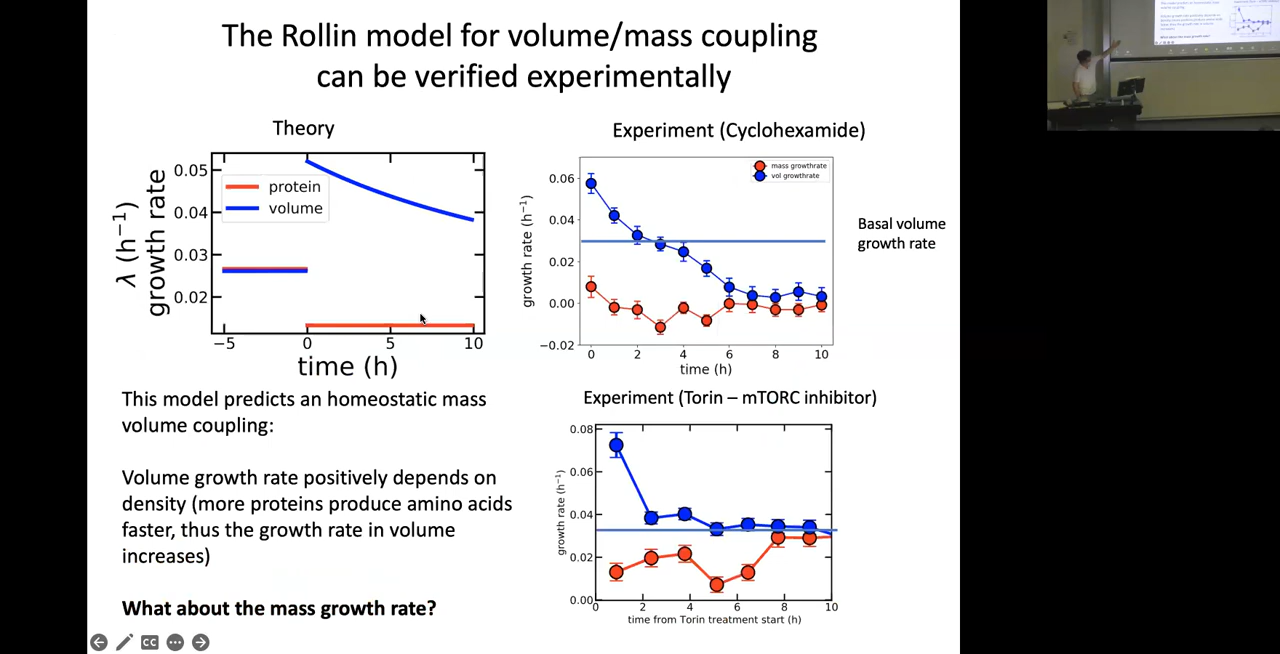 The Rollin model for volume/mass coupling
can be verified experimentally
Theory
λ (h⁻¹)
growth rate
0.05
0.04
0.03
0.02
protein
volume
−5
0
5
10
time (h)
Experiment (Cyclohexamide)
growth rate (h⁻¹)
0.06
0.04
0.02
0.00
−0.02
mass growthrate
vol growthrate
0
2
4
6
8
10
time (h)
Basal volume
growth rate
This model predicts an homeostatic mass
volume coupling:
Volume growth rate positively depends on
density (more proteins produce amino acids
faster, thus the growth rate in volume
increases)
What about the mass growth rate?
Experiment (Torin – mTORC inhibitor)
growth rate (h⁻¹)
0.08
0.06
0.04
0.02
0.00
0
2
4
6
8
10
time from Torin treatment start (h)
CC